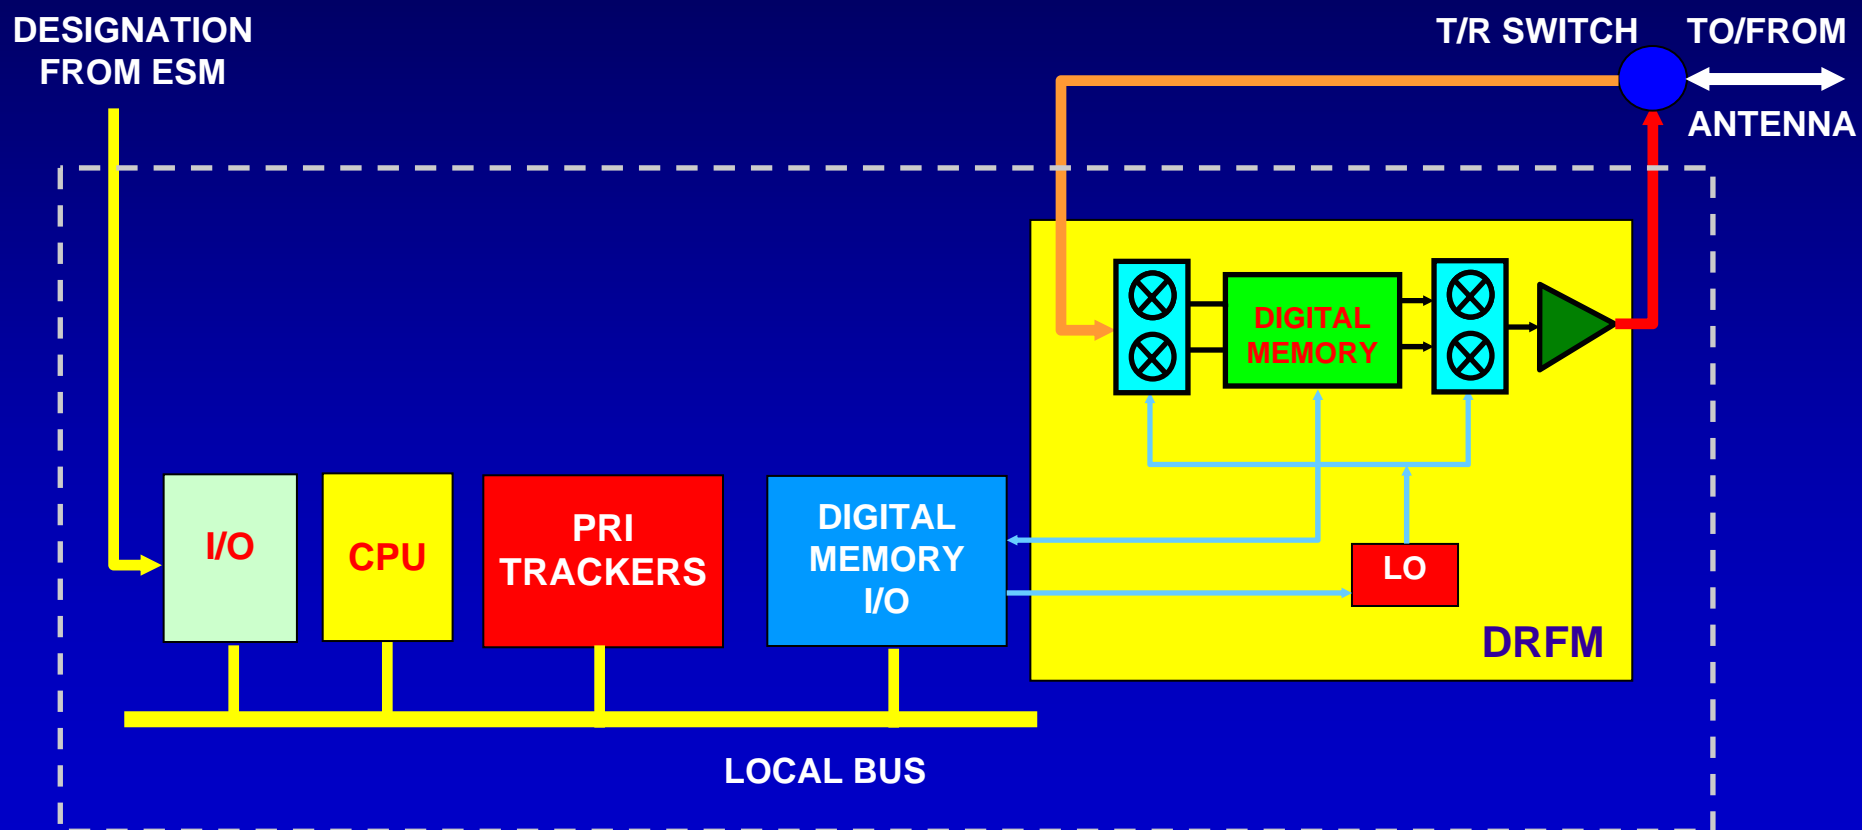 DESIGNATION
FROM ESM
T/R SWITCH
TO/FROM
ANTENNA
DIGITAL
MEMORY
I/O
CPU
PRI
TRACKERS
DIGITAL
MEMORY
I/O
LO
DRFM
LOCAL BUS